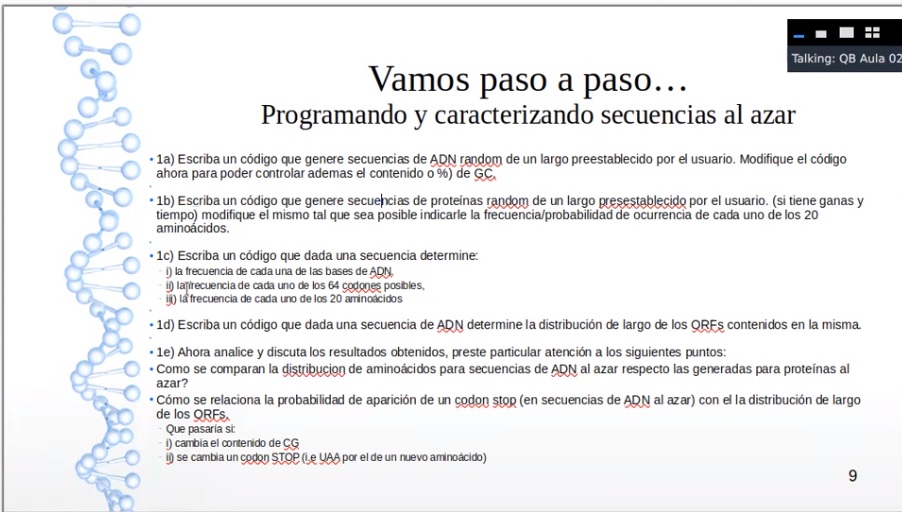 Talking: QB Aula 02
Vamos paso a paso…
Programando y caracterizando secuencias al azar
1a) Escriba un código que genere secuencias de ADN random de un largo preestablecido por el usuario. Modifique el código
ahora para poder controlar ademas el contenido o %) de GC,
1b) Escriba un código que genere secuencias de proteínas random de un largo presestablecido por el usuario. (si tiene ganas y
tiempo) modifique el mismo tal que sea posible indicarle la frecuencia/probabilidad de ocurrencia de cada uno de los 20
aminoácidos.
1c) Escriba un código que dada una secuencia determine:
i) la frecuencia de cada una de las bases de ADN,
ii) la frecuencia de cada uno de los 64 codones posibles,
iii) la frecuencia de cada uno de los 20 aminoácidos
1d) Escriba un código que dada una secuencia de ADN determine la distribución de largo de los ORFs contenidos en la misma.
1e) Ahora analice y discuta los resultados obtenidos, preste particular atención a los siguientes puntos:
Como se comparan la distribucion de aminoácidos para secuencias de ADN al azar respecto las generadas para proteínas al
azar?
Cómo se relaciona la probabilidad de aparición de un codon stop (en secuencias de ADN al azar) con el la distribución de largo
de los ORFs,
Que pasaría si:
i) cambia el contenido de CG
ii) se cambia un codon STOP (i.e UAA por el de un nuevo aminoácido)
9